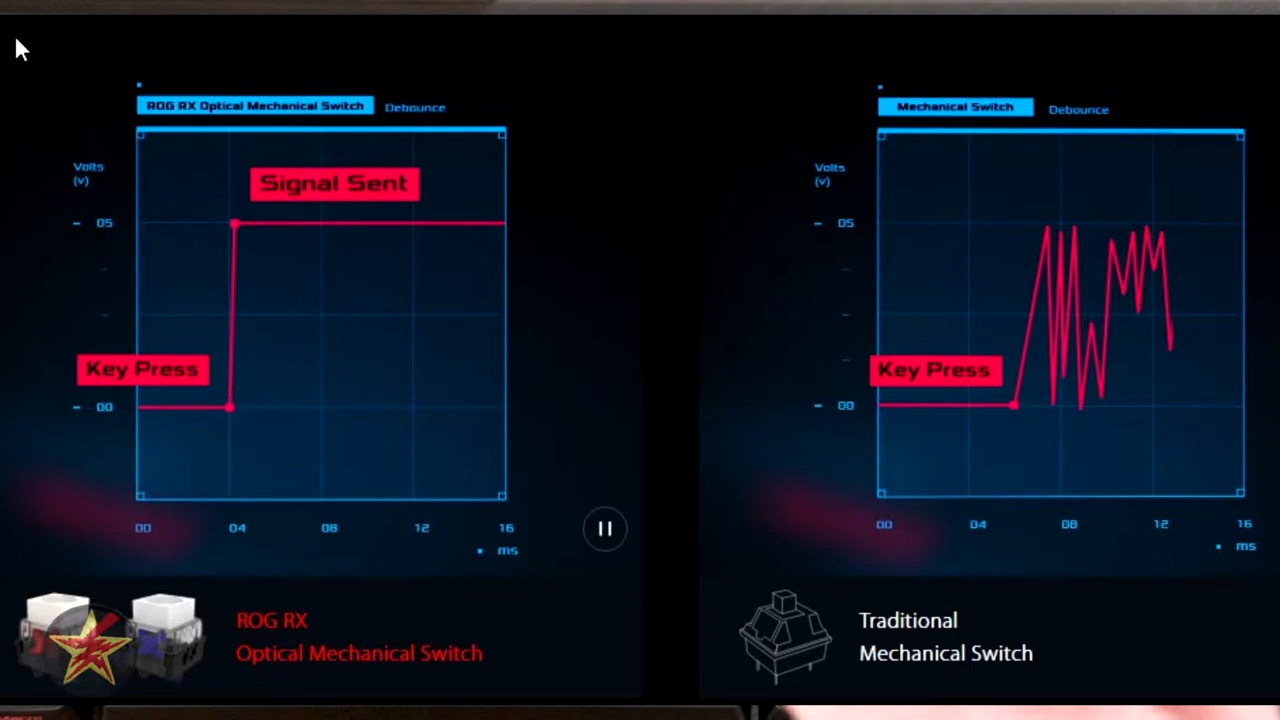 ROG RX Optical Mechanical Switch Debounce
Volts
(v)
05
Signal Sent
Key Press
00
00 04 08 12 16
ms
ROG RX
Optical Mechanical Switch
Mechanical Switch Debounce
Volts
(v)
05
Key Press
00
00 04 08 12 16
ms
Traditional
Mechanical Switch